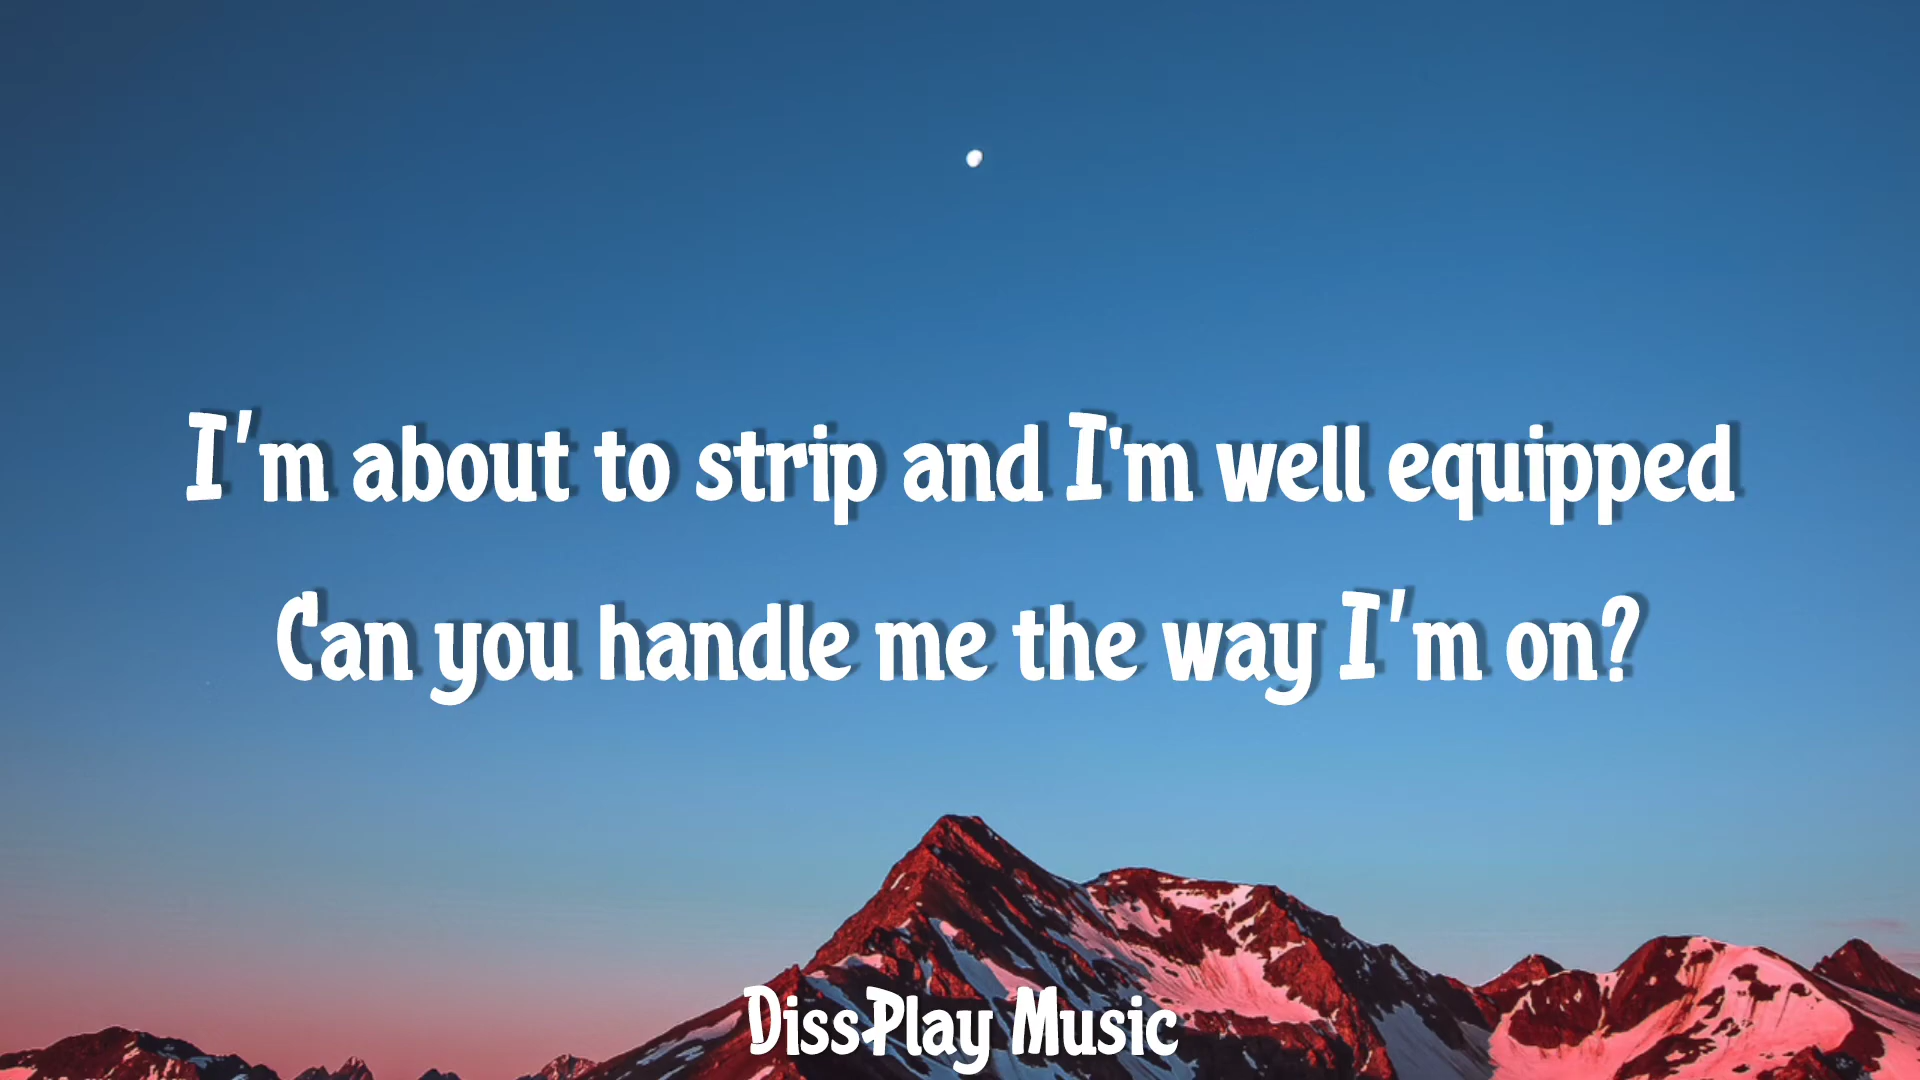 I'm about to strip and I'm well equipped
Can you handle me the way I'm on?
DissPlay Music